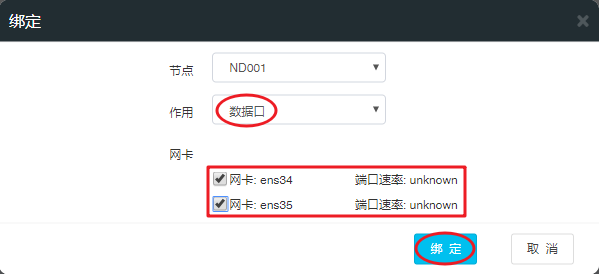 绑定
节点 ND001
作用 数据口
网卡
网卡: ens34 端口速率: unknown
网卡: ens35 端口速率: unknown
绑 定 取 消